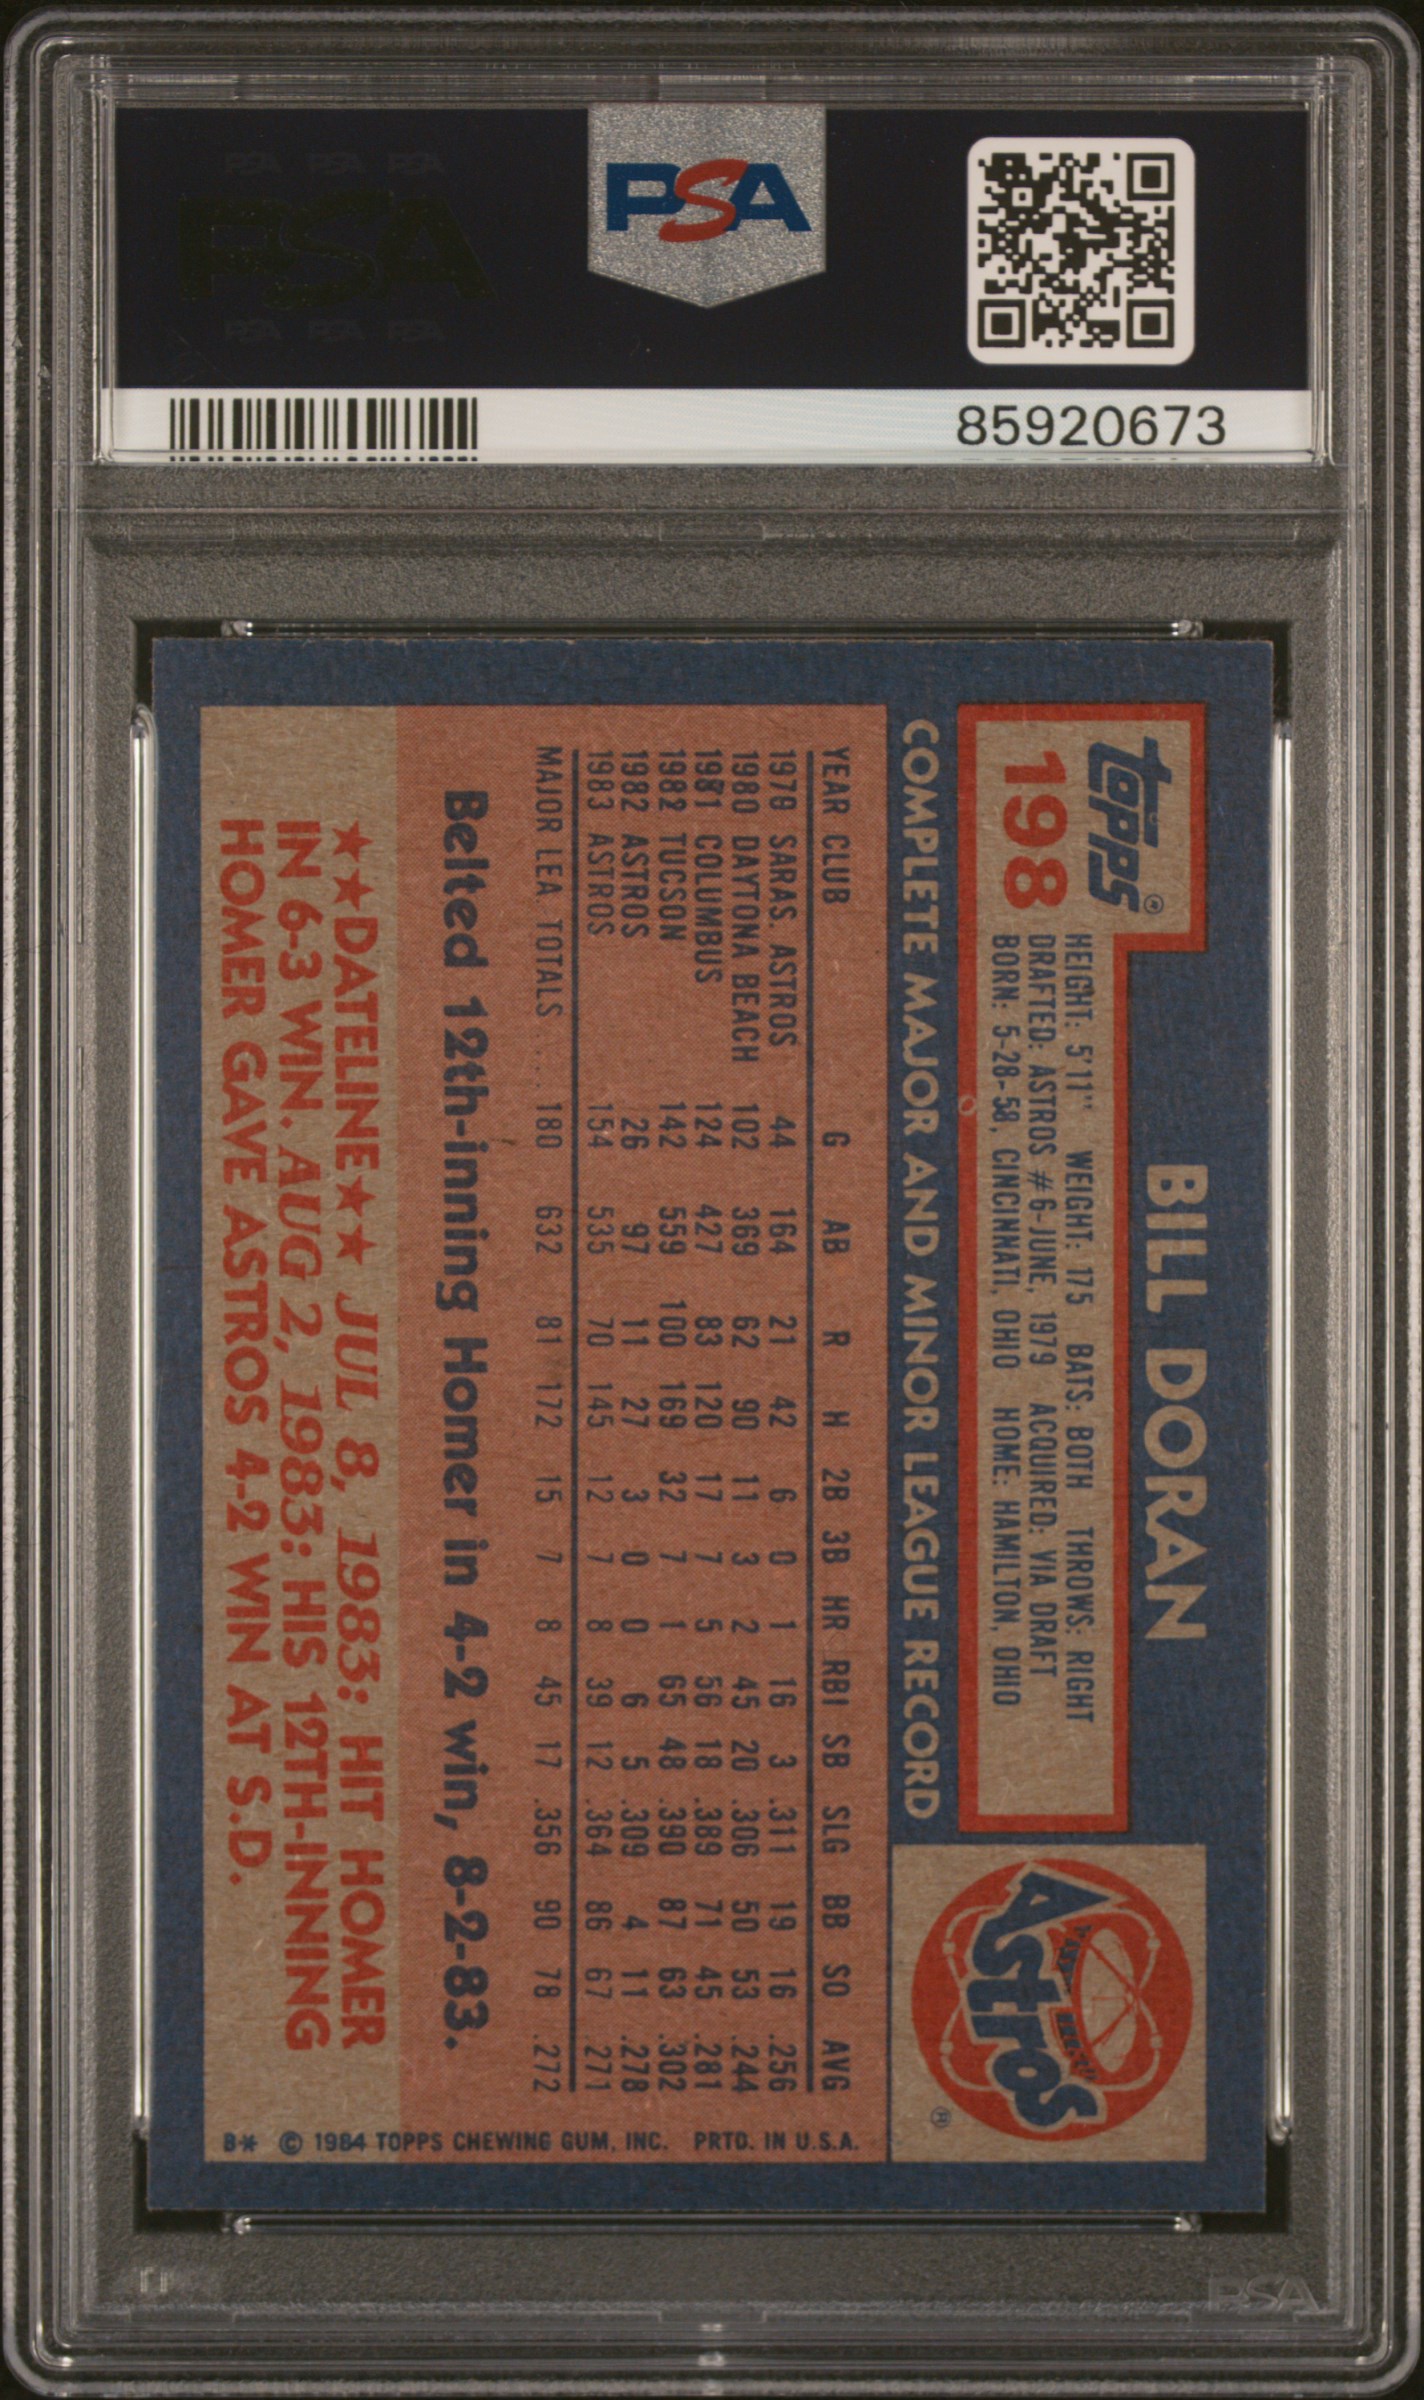 PSA PSA PSA
PSA
PSA PSA PSA
PSA
85920673
Topps®
198
BILL DORAN
HEIGHT: 5'11" WEIGHT: 175 BATS: BOTH THROWS: RIGHT
DRAFTED: ASTROS #6-JUNE, 1979 ACQUIRED: VIA DRAFT
BORN: 5-28-58, CINCINNATI, OHIO HOME: HAMILTON, OHIO
Astros
®
COMPLETE MAJOR AND MINOR LEAGUE RECORD
YEAR CLUB G AB R H 2B 3B HR RBI SB SLG BB SO AVG
1979 SARAS. ASTROS 44 164 21 42 6 0 1 16 3 .311 19 16 .256
1980 DAYTONA BEACH 102 369 62 90 11 3 2 45 20 .306 50 53 .244
1981 COLUMBUS 124 427 83 120 17 7 5 56 18 .389 71 45 .281
1982 TUCSON 142 559 100 169 32 7 1 65 48 .390 87 63 .302
1982 ASTROS 26 97 11 27 3 0 0 6 5 .309 4 11 .278
1983 ASTROS 154 535 70 145 12 7 8 39 12 .364 86 67 .271
MAJOR LEA. TOTALS .... 180 632 81 172 15 7 8 45 17 .356 90 78 .272
Belted 12th-inning Homer in 4-2 win, 8-2-83.
★★DATELINE★★ JUL 8, 1983: HIT HOMER
IN 6-3 WIN. AUG 2, 1983: HIS 12TH-INNING
HOMER GAVE ASTROS 4-2 WIN AT S.D.
B* © 1984 TOPPS CHEWING GUM, INC. PRTD. IN U.S.A.
PSA